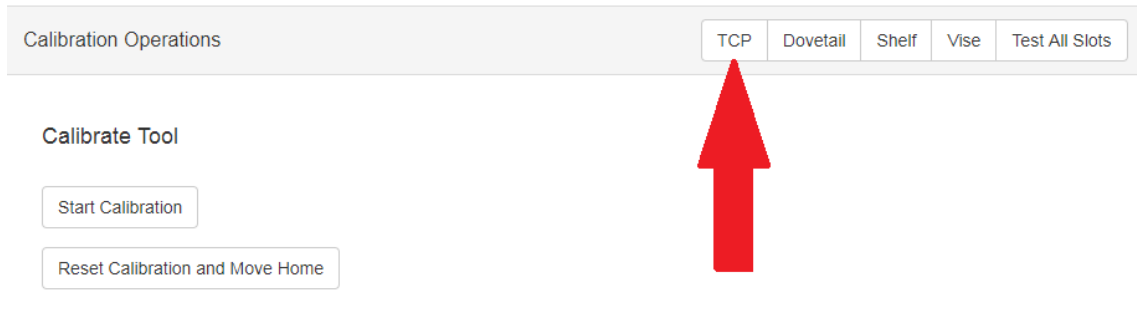 Calibration Operations TCP Dovetail Shelf Vise Test All Slots
Calibrate Tool
Start Calibration
Reset Calibration and Move Home